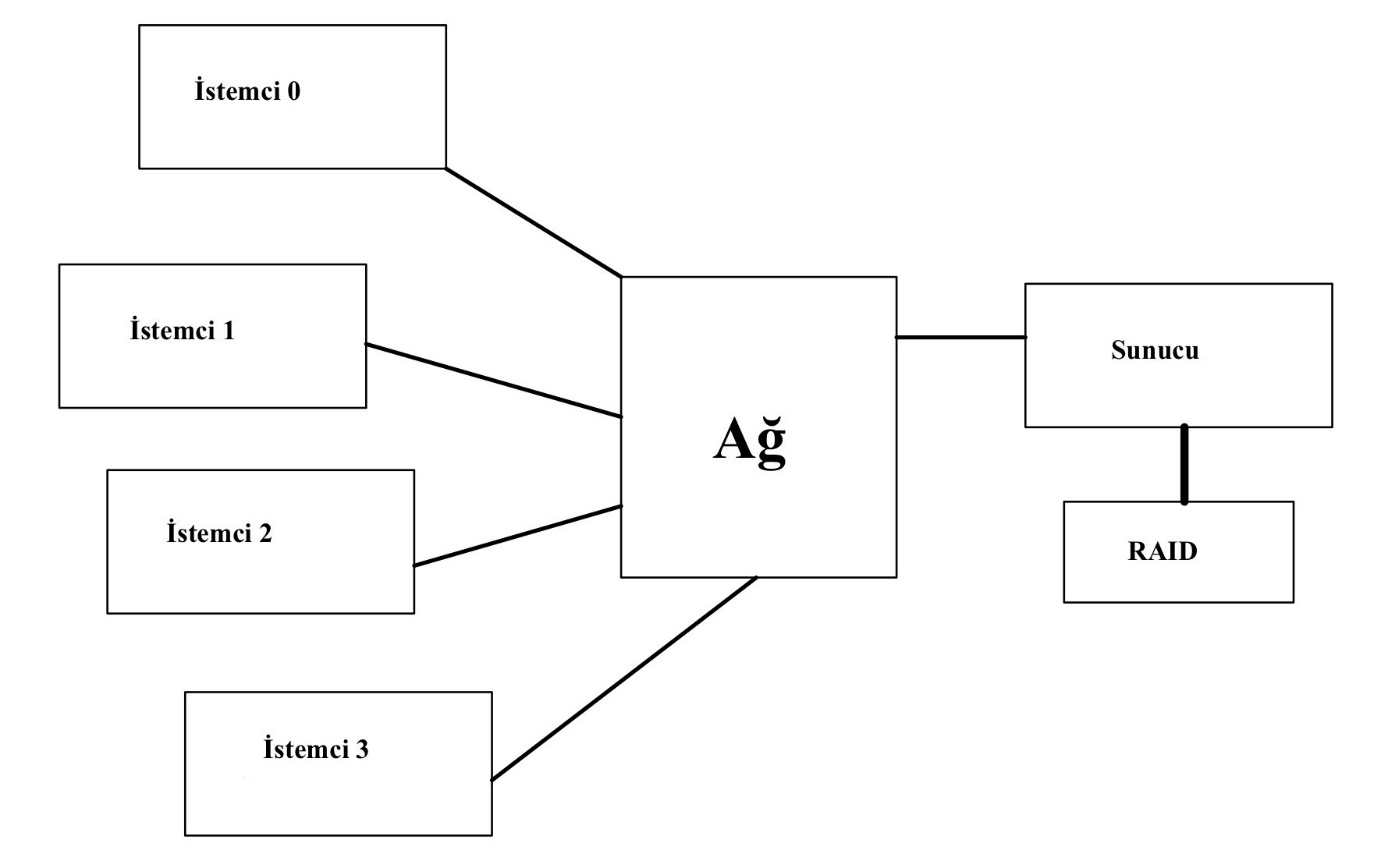 İstemci 0
İstemci 1
Ağ
Sunucu
İstemci 2
RAID
İstemci 3